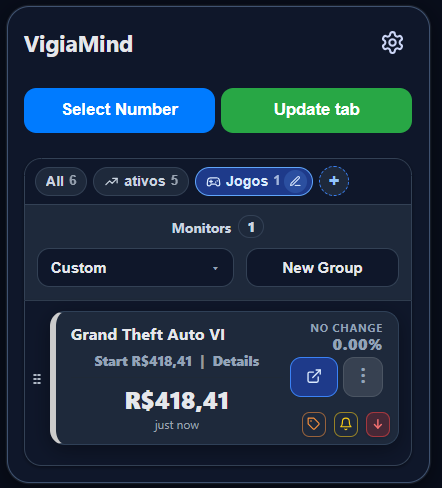 VigiaMind
Select Number
Update tab
All 6
ativos 5
Jogos 1
+
Monitors 1
Custom
New Group
Grand Theft Auto VI
NO CHANGE
0.00%
Start R$418,41 | Details
R$418,41
just now